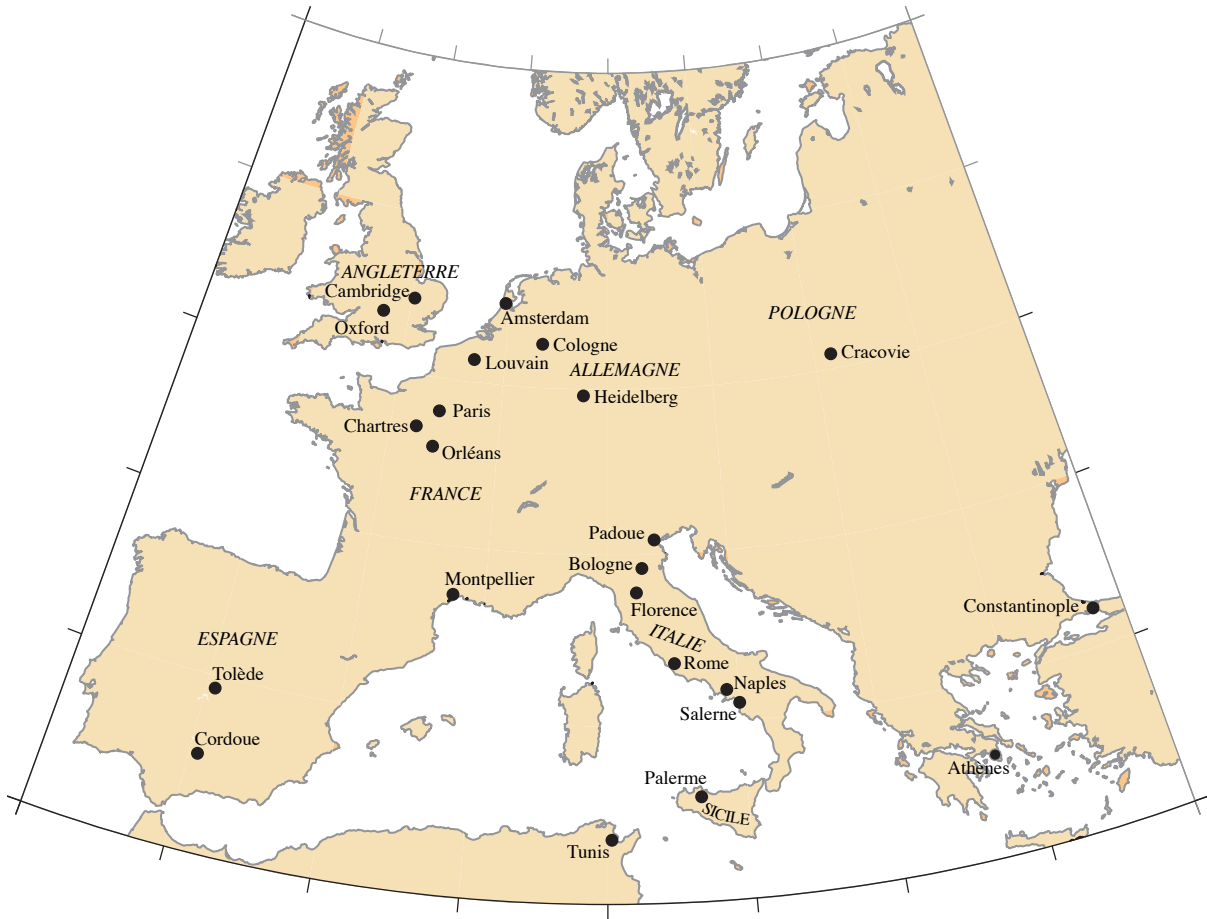 ANGLETERRE
Cambridge
Oxford
Amsterdam
POLOGNE
Cologne
Cracovie
Louvain
ALLEMAGNE
Heidelberg
Paris
Chartres
Orléans
FRANCE
Padoue
Bologne
Montpellier
Florence
Constantinople
ESPAGNE
ITALIE
Rome
Tolède
Naples
Salerne
Cordoue
Athènes
Palerme
SICILE
Tunis